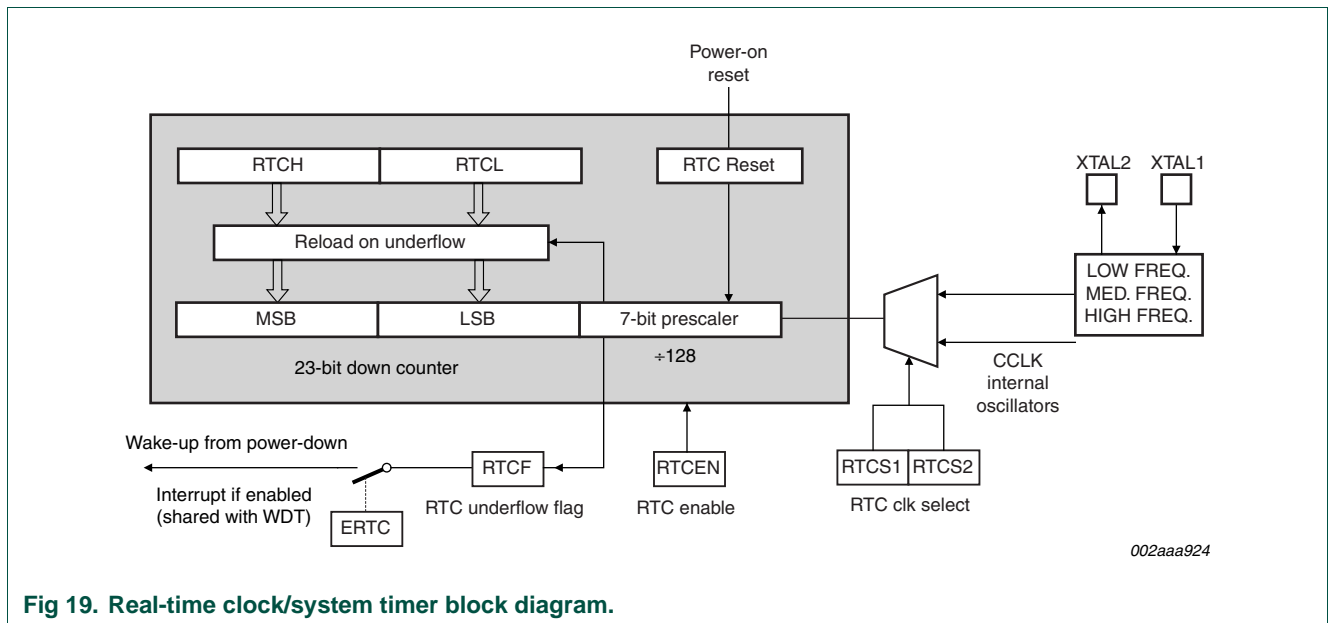 Power-on
reset
RTCH
RTCL
RTC Reset
XTAL2
XTAL1
Reload on underflow
LOW FREQ.
MED. FREQ.
HIGH FREQ.
MSB
LSB
7-bit prescaler
÷128
23-bit down counter
CCLK
internal
oscillators
Wake-up from power-down
RTCF
RTCEN
RTCS1
RTCS2
Interrupt if enabled
(shared with WDT)
RTC underflow flag
RTC enable
RTC clk select
ERTC
002aaa924
Fig 19. Real-time clock/system timer block diagram.